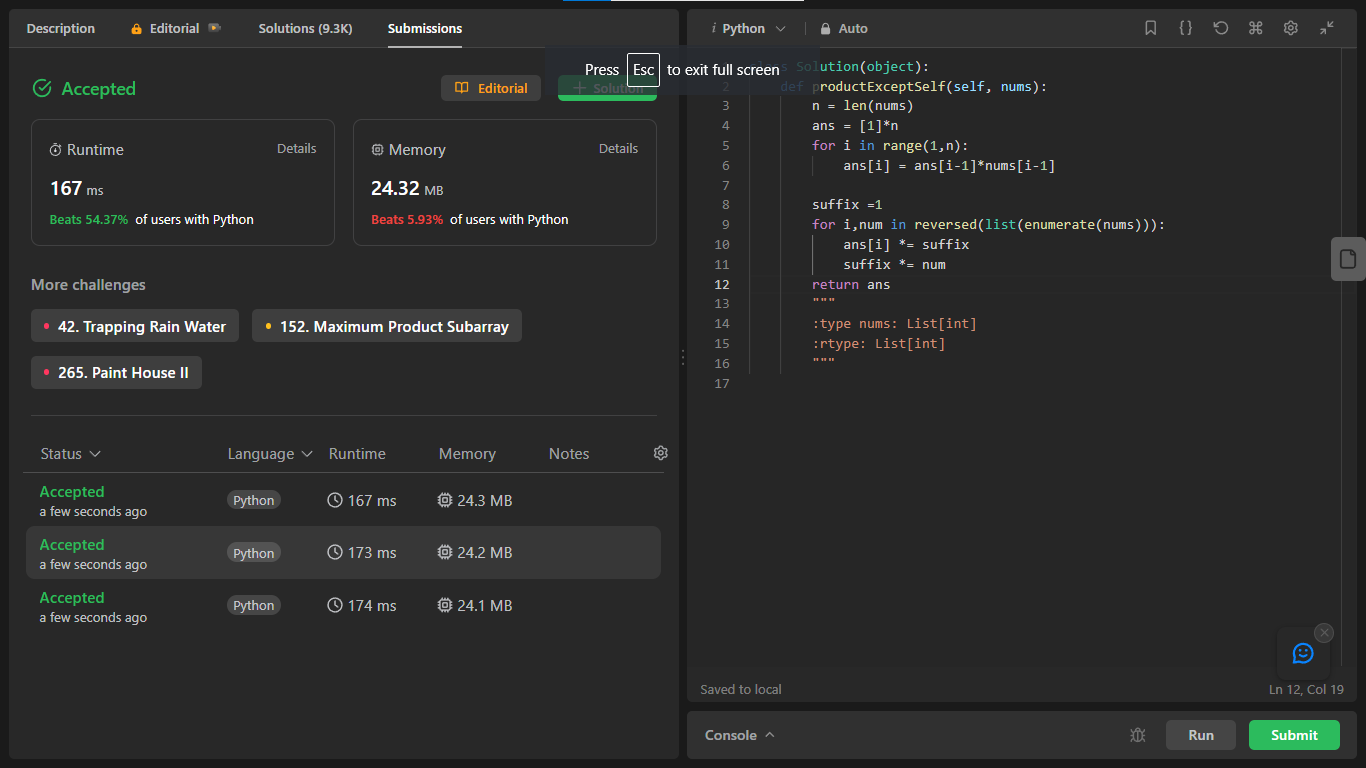 Description Editorial Solutions (9.3K) Submissions
Press Esc to exit full screen
Accepted Editorial Solution
Runtime Details
167 ms
Beats 54.37% of users with Python
Memory Details
24.32 MB
Beats 5.93% of users with Python
More challenges
42. Trapping Rain Water 152. Maximum Product Subarray
265. Paint House II
Status Language Runtime Memory Notes
Accepted Python 167 ms 24.3 MB
a few seconds ago
Accepted Python 173 ms 24.2 MB
a few seconds ago
Accepted Python 174 ms 24.1 MB
a few seconds ago
i Python Auto
Solution(object):
2 def productExceptSelf(self, nums):
3 n = len(nums)
4 ans = [1]*n
5 for i in range(1,n):
6 ans[i] = ans[i-1]*nums[i-1]
7
8 suffix =1
9 for i,num in reversed(list(enumerate(nums))):
10 ans[i] *= suffix
11 suffix *= num
12 return ans
13 """
14 :type nums: List[int]
15 :rtype: List[int]
16 """
17
Saved to local Ln 12, Col 19
Console Run Submit